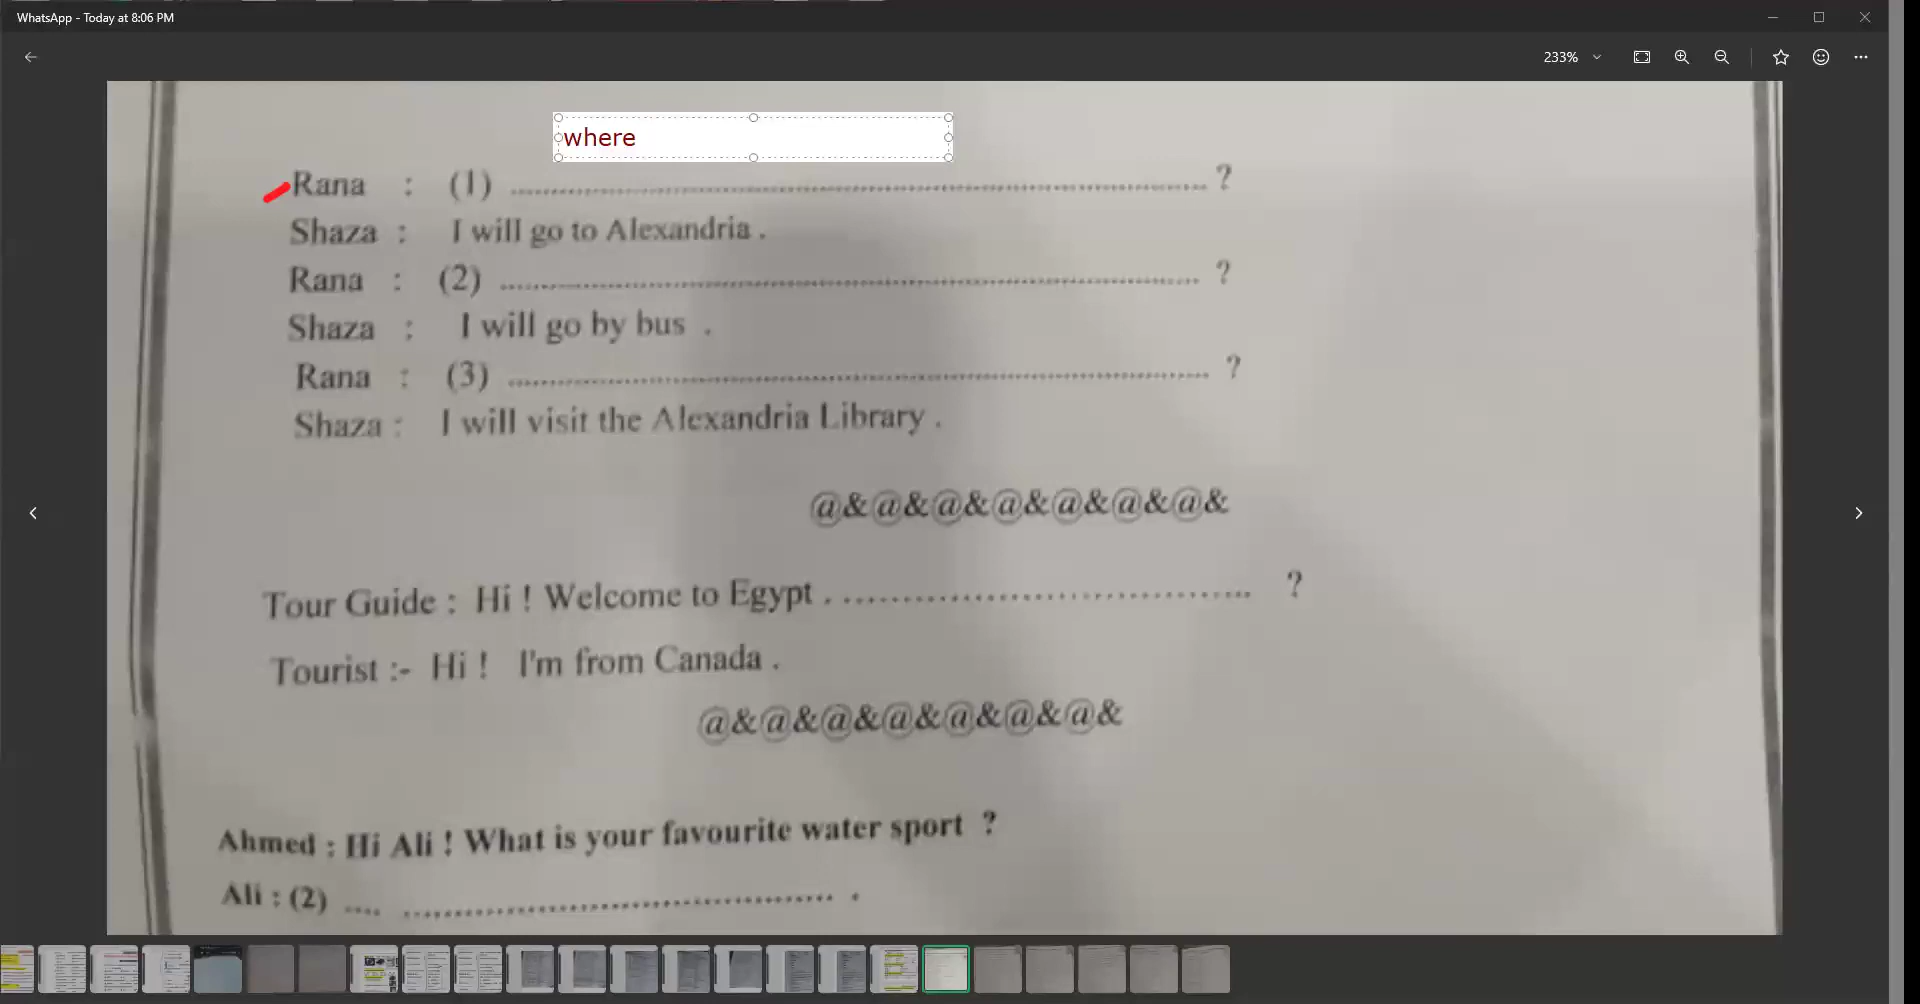 WhatsApp - Today at 8:06 PM
233%
where
Rana : (1) .......................................................... ?
Shaza : I will go to Alexandria .
Rana : (2) .......................................................... ?
Shaza : I will go by bus .
Rana : (3) .......................................................... ?
Shaza : I will visit the Alexandria Library .
@&@&@&@&@&@&@&
Tour Guide : Hi ! Welcome to Egypt . .................................... ?
Tourist :- Hi ! I'm from Canada .
@&@&@&@&@&@&@&
Ahmed : Hi Ali ! What is your favourite water sport ?
Ali : (2) .... ........................................ .